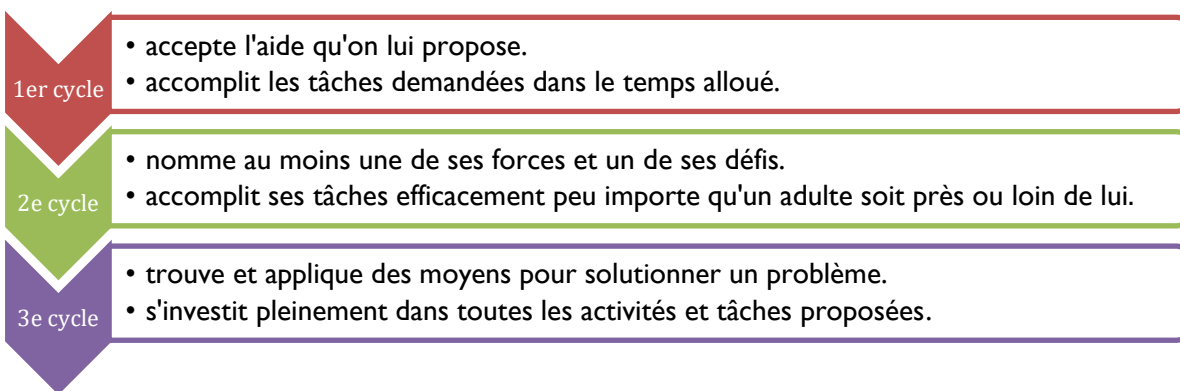 1er cycle
• accepte l'aide qu'on lui propose.
• accomplit les tâches demandées dans le temps alloué.
2e cycle
• nomme au moins une de ses forces et un de ses défis.
• accomplit ses tâches efficacement peu importe qu'un adulte soit près ou loin de lui.
3e cycle
• trouve et applique des moyens pour solutionner un problème.
• s'investit pleinement dans toutes les activités et tâches proposées.